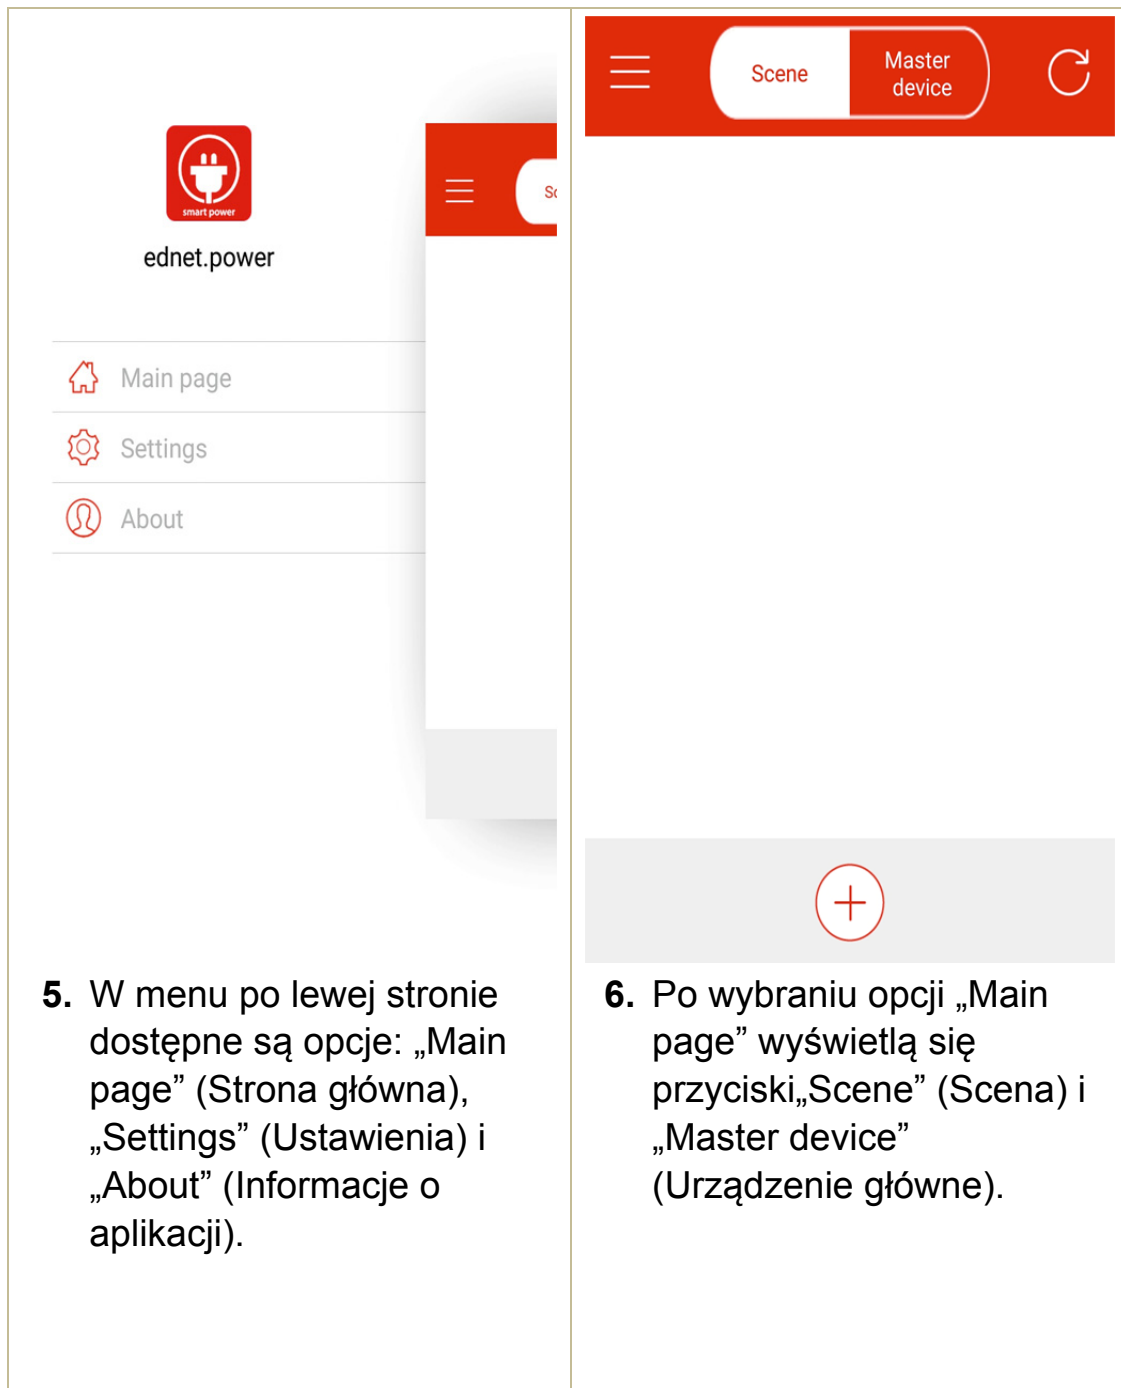 smart power
ednet.power
Main page
Settings
About
Sc
5. W menu po lewej stronie
dostępne są opcje: „Main
page” (Strona główna),
„Settings” (Ustawienia) i
„About” (Informacje o
aplikacji).
Scene
Master
device
6. Po wybraniu opcji „Main
page” wyświetlą się
przyciski„Scene” (Scena) i
„Master device”
(Urządzenie główne).